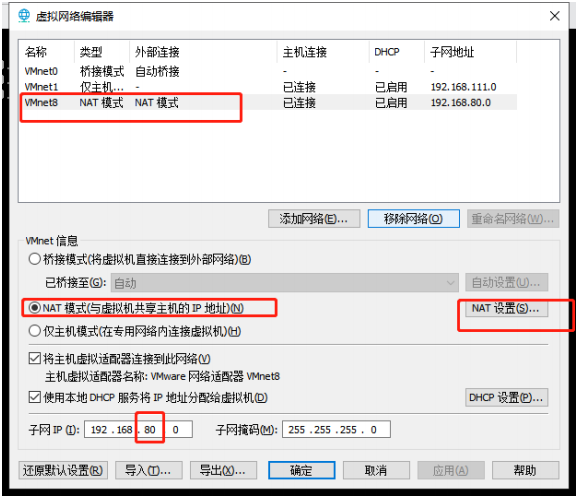 虚拟网络编辑器
名称 类型 外部连接 主机连接 DHCP 子网地址
VMnet0 桥接模式 自动桥接 - - -
VMnet1 仅主机... - 已连接 已启用 192.168.111.0
VMnet8 NAT 模式 NAT 模式 已连接 已启用 192.168.80.0
添加网络(E)... 移除网络(O) 重命名网络(W)...
VMnet 信息
桥接模式(将虚拟机直接连接到外部网络)(B)
已桥接至(G): 自动 自动设置(U)...
NAT 模式(与虚拟机共享主机的 IP 地址)(N) NAT 设置(S)...
仅主机模式(在专用网络内连接虚拟机)(H)
将主机虚拟适配器连接到此网络(V)
主机虚拟适配器名称: VMware 网络适配器 VMnet8
使用本地 DHCP 服务将 IP 地址分配给虚拟机(D) DHCP 设置(P)...
子网 IP (I): 192 .168 . 80 . 0 子网掩码(M): 255 .255 .255 . 0
还原默认设置(R) 导入(T)... 导出(X)... 确定 取消 应用(A) 帮助